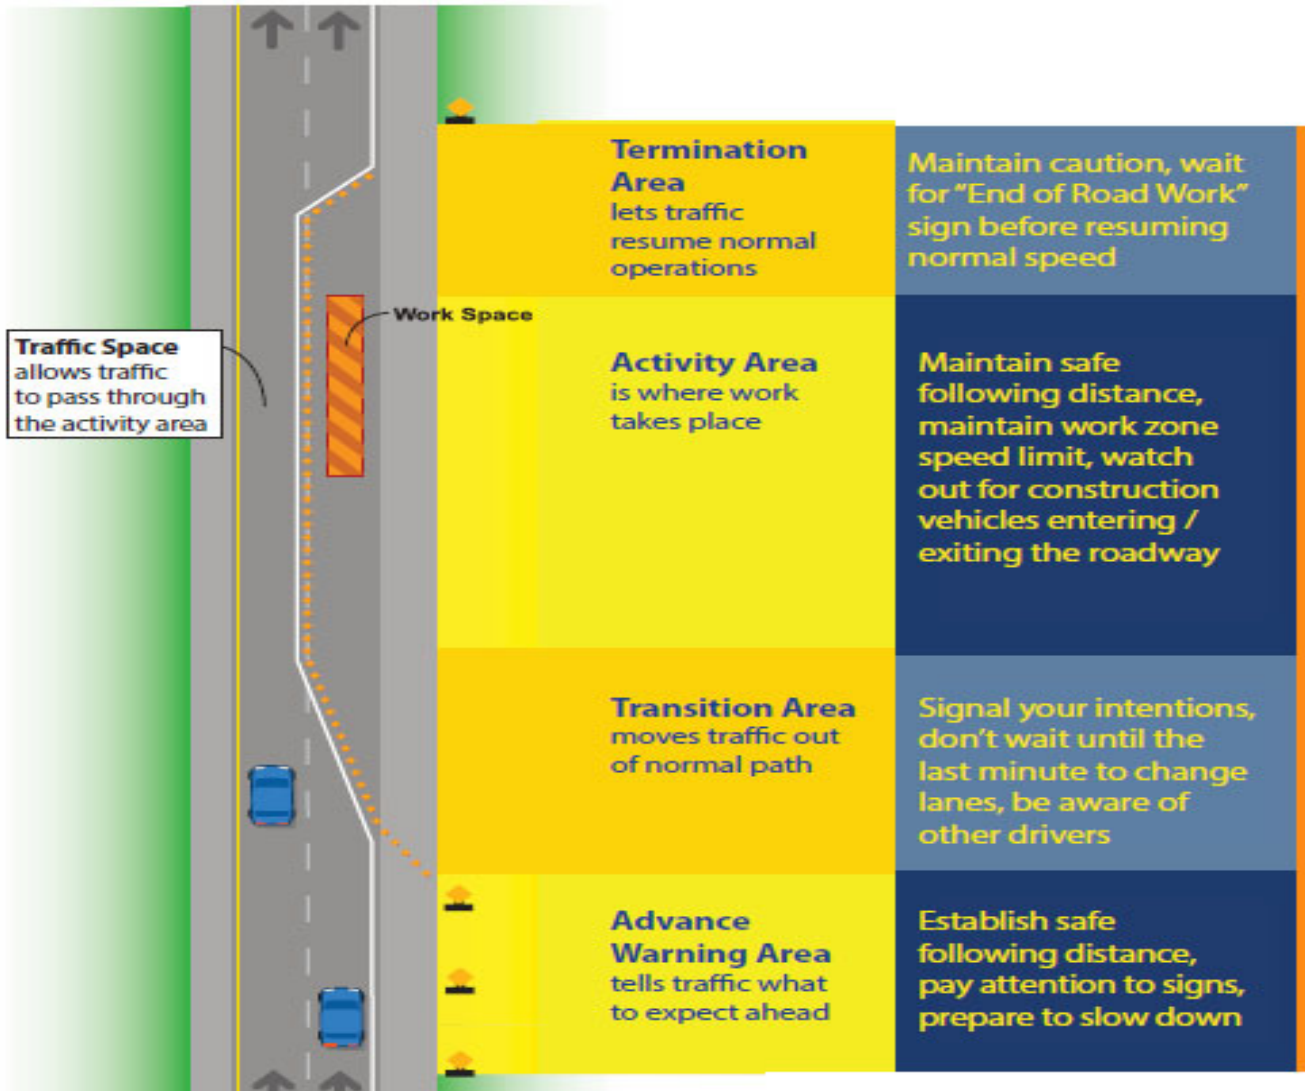 Termination
Area
lets traffic
resume normal
operations
Maintain caution, wait
for “End of Road Work”
sign before resuming
normal speed
Work Space
Traffic Space
allows traffic
to pass through
the activity area
Activity Area
is where work
takes place
Maintain safe
following distance,
maintain work zone
speed limit, watch
out for construction
vehicles entering /
exiting the roadway
Transition Area
moves traffic out
of normal path
Signal your intentions,
don’t wait until the
last minute to change
lanes, be aware of
other drivers
Advance
Warning Area
tells traffic what
to expect ahead
Establish safe
following distance,
pay attention to signs,
prepare to slow down